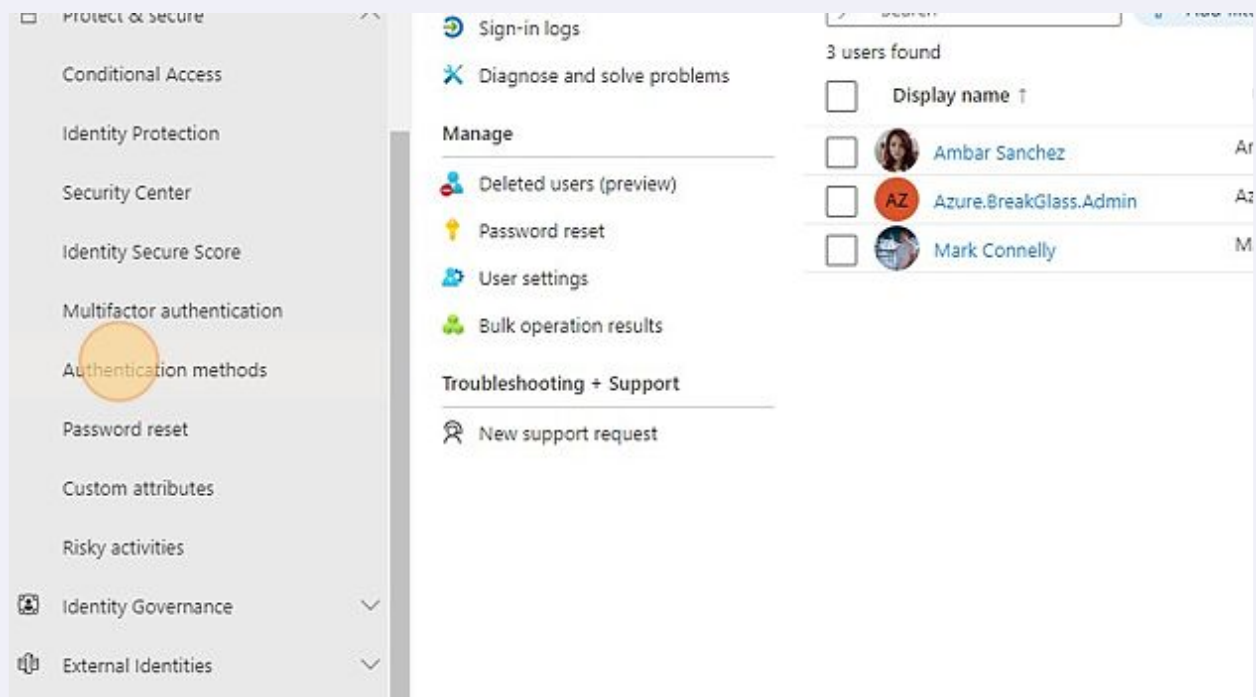 Protect & secure
Conditional Access
Identity Protection
Security Center
Identity Secure Score
Multifactor authentication
Authentication methods
Password reset
Custom attributes
Risky activities
Identity Governance
External Identities
Sign-in logs
Diagnose and solve problems
Manage
Deleted users (preview)
Password reset
User settings
Bulk operation results
Troubleshooting + Support
New support request
Search
Add
3 users found
Display name ↑
Ambar Sanchez
AZ Azure.BreakGlass.Admin
Mark Connelly